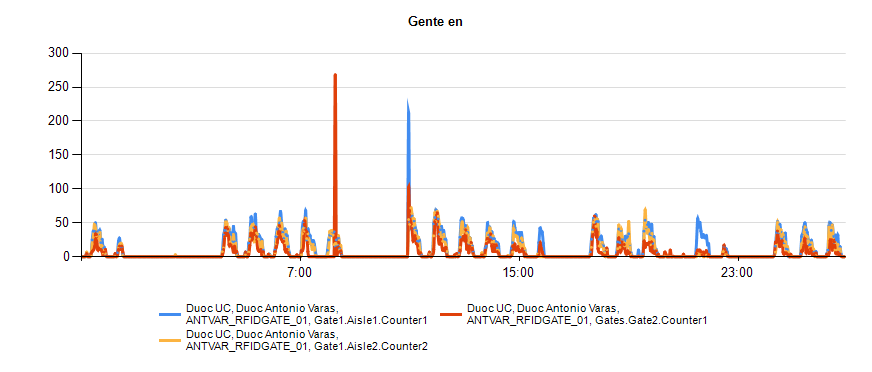 Gente en
300
250
200
150
100
50
0
7:00 15:00 23:00
Duoc UC, Duoc Antonio Varas,
ANTVAR_RFIDGATE_01, Gate1.Aisle1.Counter1
Duoc UC, Duoc Antonio Varas,
ANTVAR_RFIDGATE_01, Gates.Gate2.Counter1
Duoc UC, Duoc Antonio Varas,
ANTVAR_RFIDGATE_01, Gate1.Aisle2.Counter2